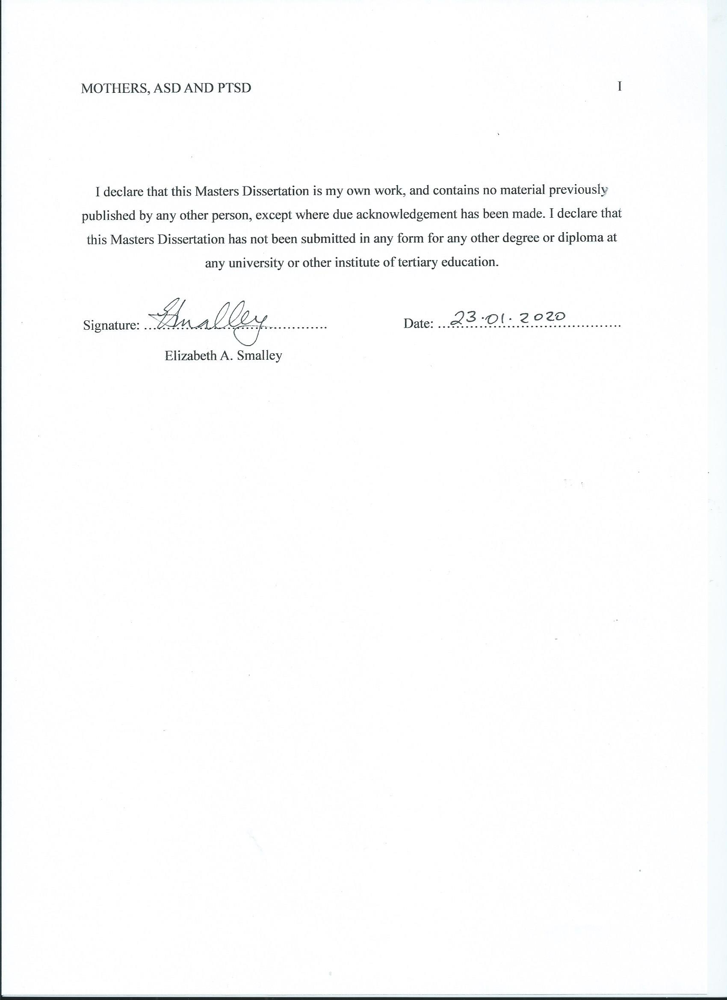 MOTHERS, ASD AND PTSD I
I declare that this Masters Dissertation is my own work, and contains no material previously
published by any other person, except where due acknowledgement has been made. I declare that
this Masters Dissertation has not been submitted in any form for any other degree or diploma at
any university or other institute of tertiary education.
Signature: ...Smalley................ Date: ...23.01.2020................
Elizabeth A. Smalley